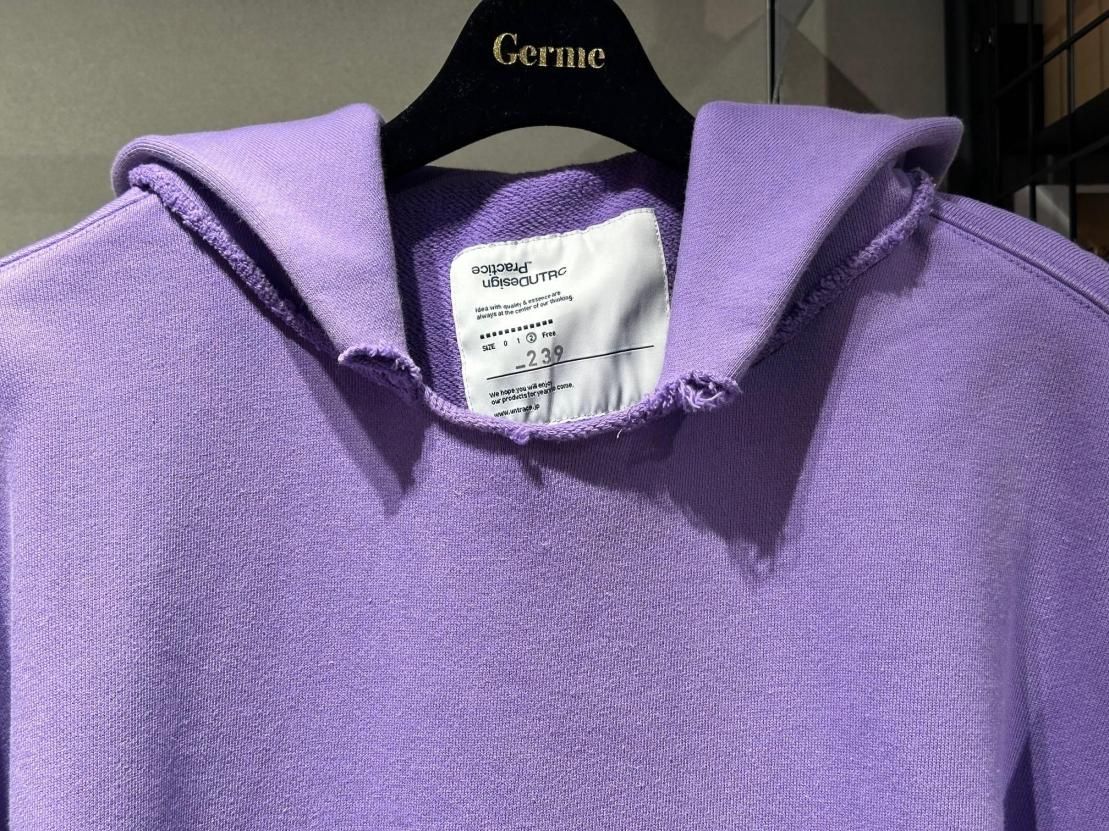 Germe
Practice
DesignUNTRC
Idea with quality & essence are
always at the center of our thinking.
SIZE 0 1 2 Free
_239
We hope you will enjoy
our products for years to come.
www.untrace.jp